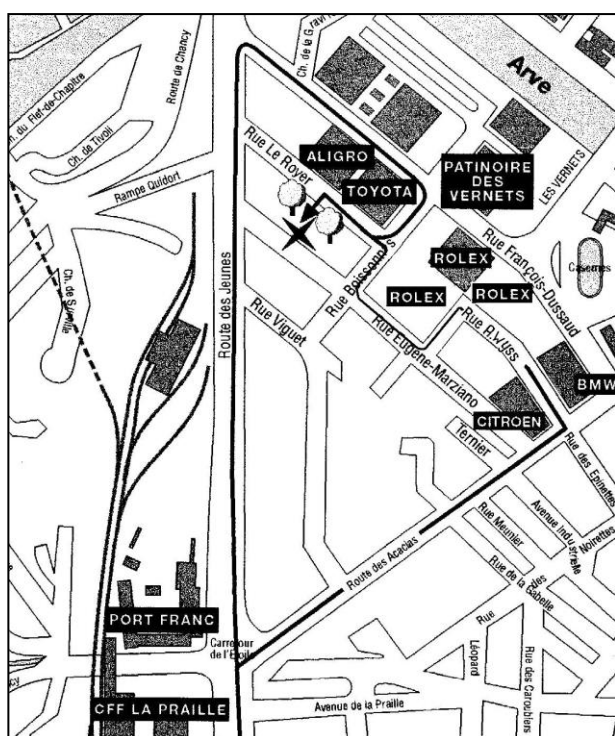 Route de Chancy
Ch. de la Gravi
Arve
Ch. du Fief-de-Chapitre
Ch. de Tivoli
Rue Le Royer
ALIGRO
TOYOTA
PATINOIRE
DES
VERNETS
LES VERNETS
Rampe Quidort
Route des Jeunes
Rue Boissonnas
Rue François-Dussaud
Casernes
ROLEX
ROLEX
ROLEX
Rue Viguet
Rue Eugène-Marziano
Rue A.Wyss
BMW
CITROEN
Ternier
Rue des Epinettes
Avenue Industrielle
Rue Meunier
Noirettes
des
Rue de la Gabelle
Route des Acacias
Rue
PORT FRANC
Carrefour
de l'Etoile
Léopard
Rue des Caroubiers
CFF LA PRAILLE
Avenue de la Praille
cy